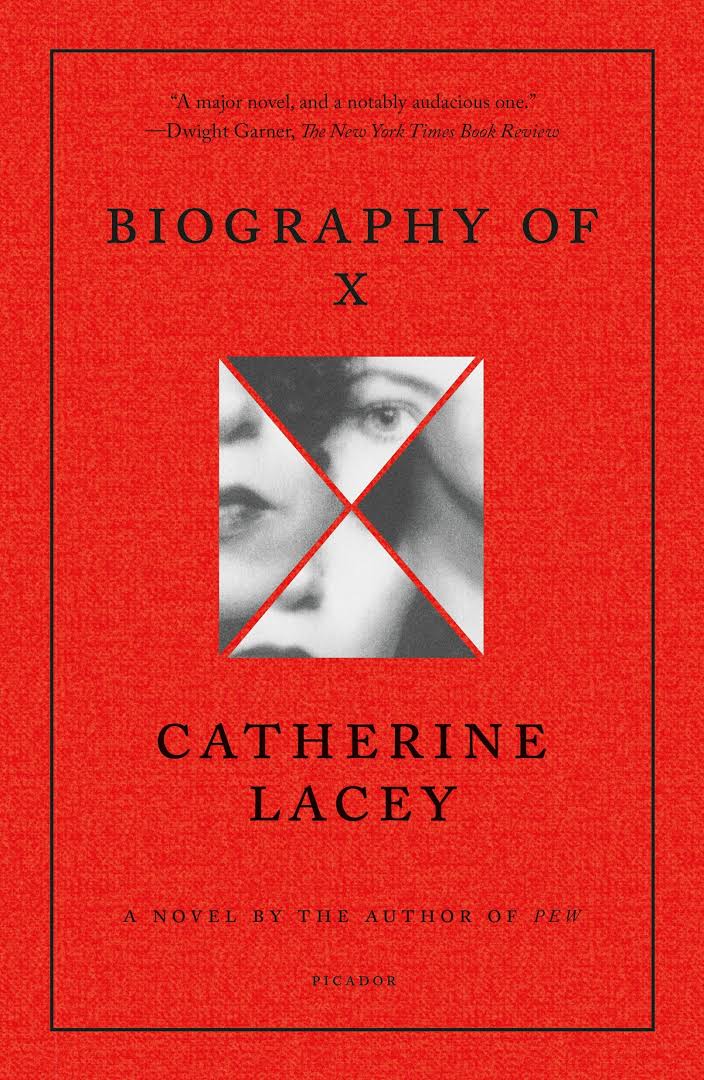 “A major novel, and a notably audacious one.”
—Dwight Garner, The New York Times Book Review
BIOGRAPHY OF
X
CATHERINE
LACEY
A NOVEL BY THE AUTHOR OF PEW
PICADOR